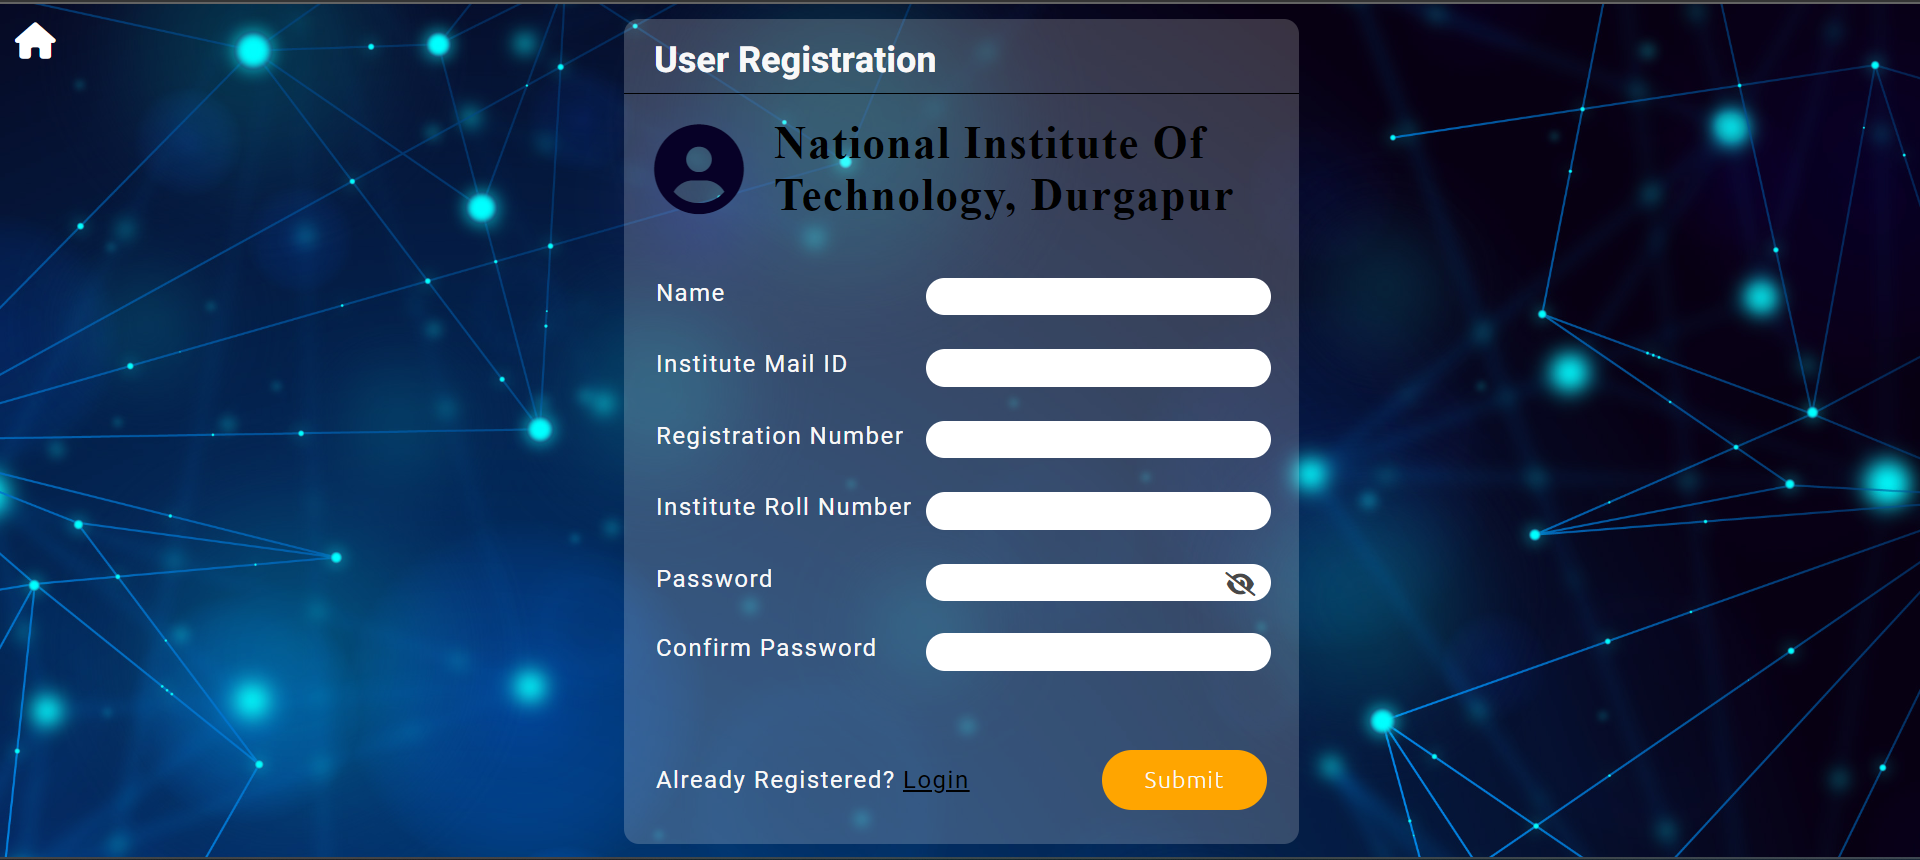 User Registration
National Institute Of
Technology, Durgapur
Name
Institute Mail ID
Registration Number
Institute Roll Number
Password
Confirm Password
Already Registered? Login
Submit